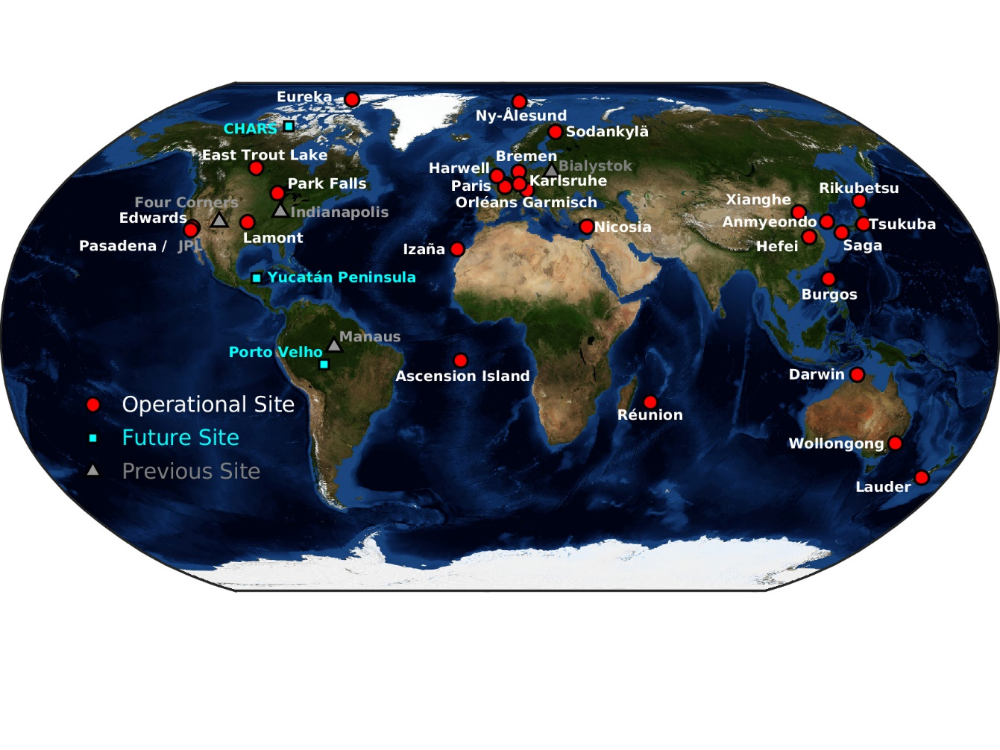 Eureka
Ny-Ålesund
CHARS
Sodankylä
East Trout Lake
Bremen
Harwell
Bialystok
Park Falls
Paris
Karlsruhe
Rikubetsu
Four Corners
Xianghe
Orléans Garmisch
Indianapolis
Edwards
Anmyeondo
Tsukuba
Nicosia
Lamont
Pasadena / JPL
Izaña
Hefei
Saga
Yucatán Peninsula
Burgos
Manaus
Porto Velho
Ascension Island
Darwin
Operational Site
Réunion
Future Site
Wollongong
Previous Site
Lauder